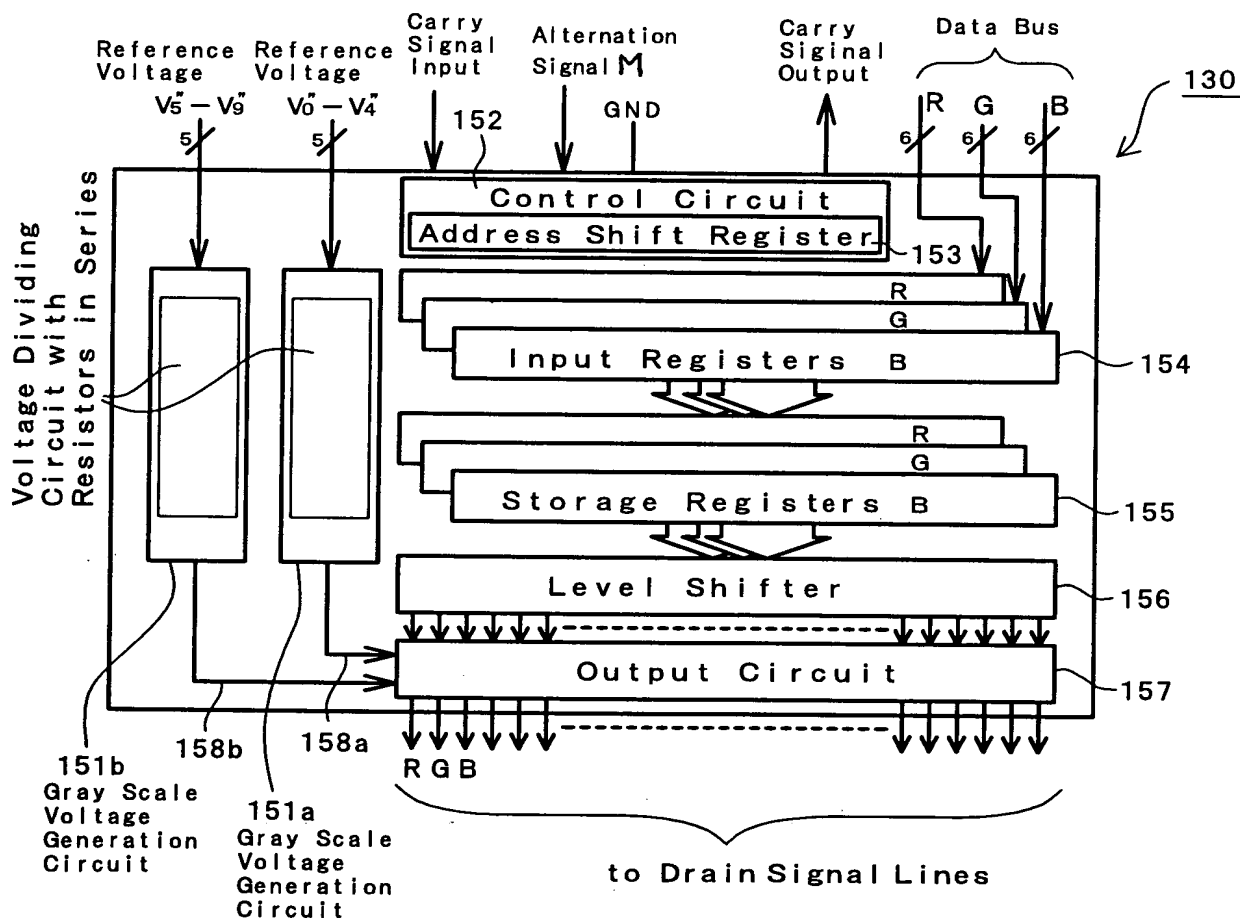 Reference
Voltage
V5" – V9"
5
Reference
Voltage
V0" – V4"
5
Carry
Signal
Input
Alternation
Signal M
GND
Carry
Siginal
Output
Data Bus
R G B
6 6 6
130
152
Control Circuit
Address Shift Register
153
Voltage Dividing
Circuit with
Resistors in Series
R
G
Input Registers B
154
R
G
Storage Registers B
155
Level Shifter
156
Output Circuit
157
158b
158a
R G B
151b
Gray Scale
Voltage
Generation
Circuit
151a
Gray Scale
Voltage
Generation
Circuit
to Drain Signal Lines